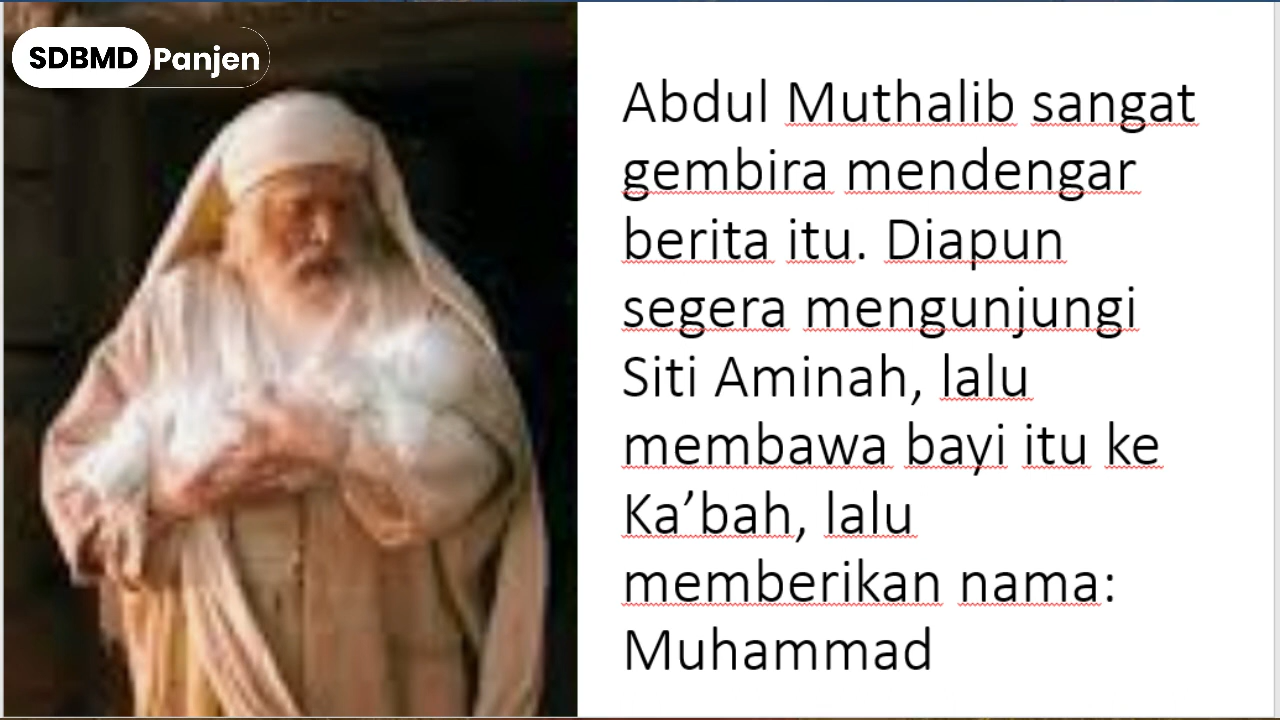 SDBMD Panjen
Abdul Muthalib sangat
gembira mendengar
berita itu. Diapun
segera mengunjungi
Siti Aminah, lalu
membawa bayi itu ke
Ka’bah, lalu
memberikan nama:
Muhammad